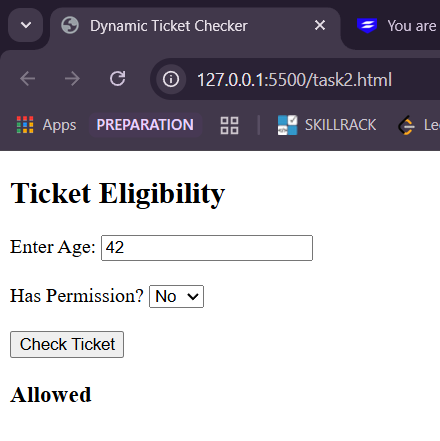 Dynamic Ticket Checker
You are
127.0.0.1:5500/task2.html
Apps PREPARATION SKILLRACK Le
Ticket Eligibility
Enter Age: 42
Has Permission? No
Check Ticket
Allowed